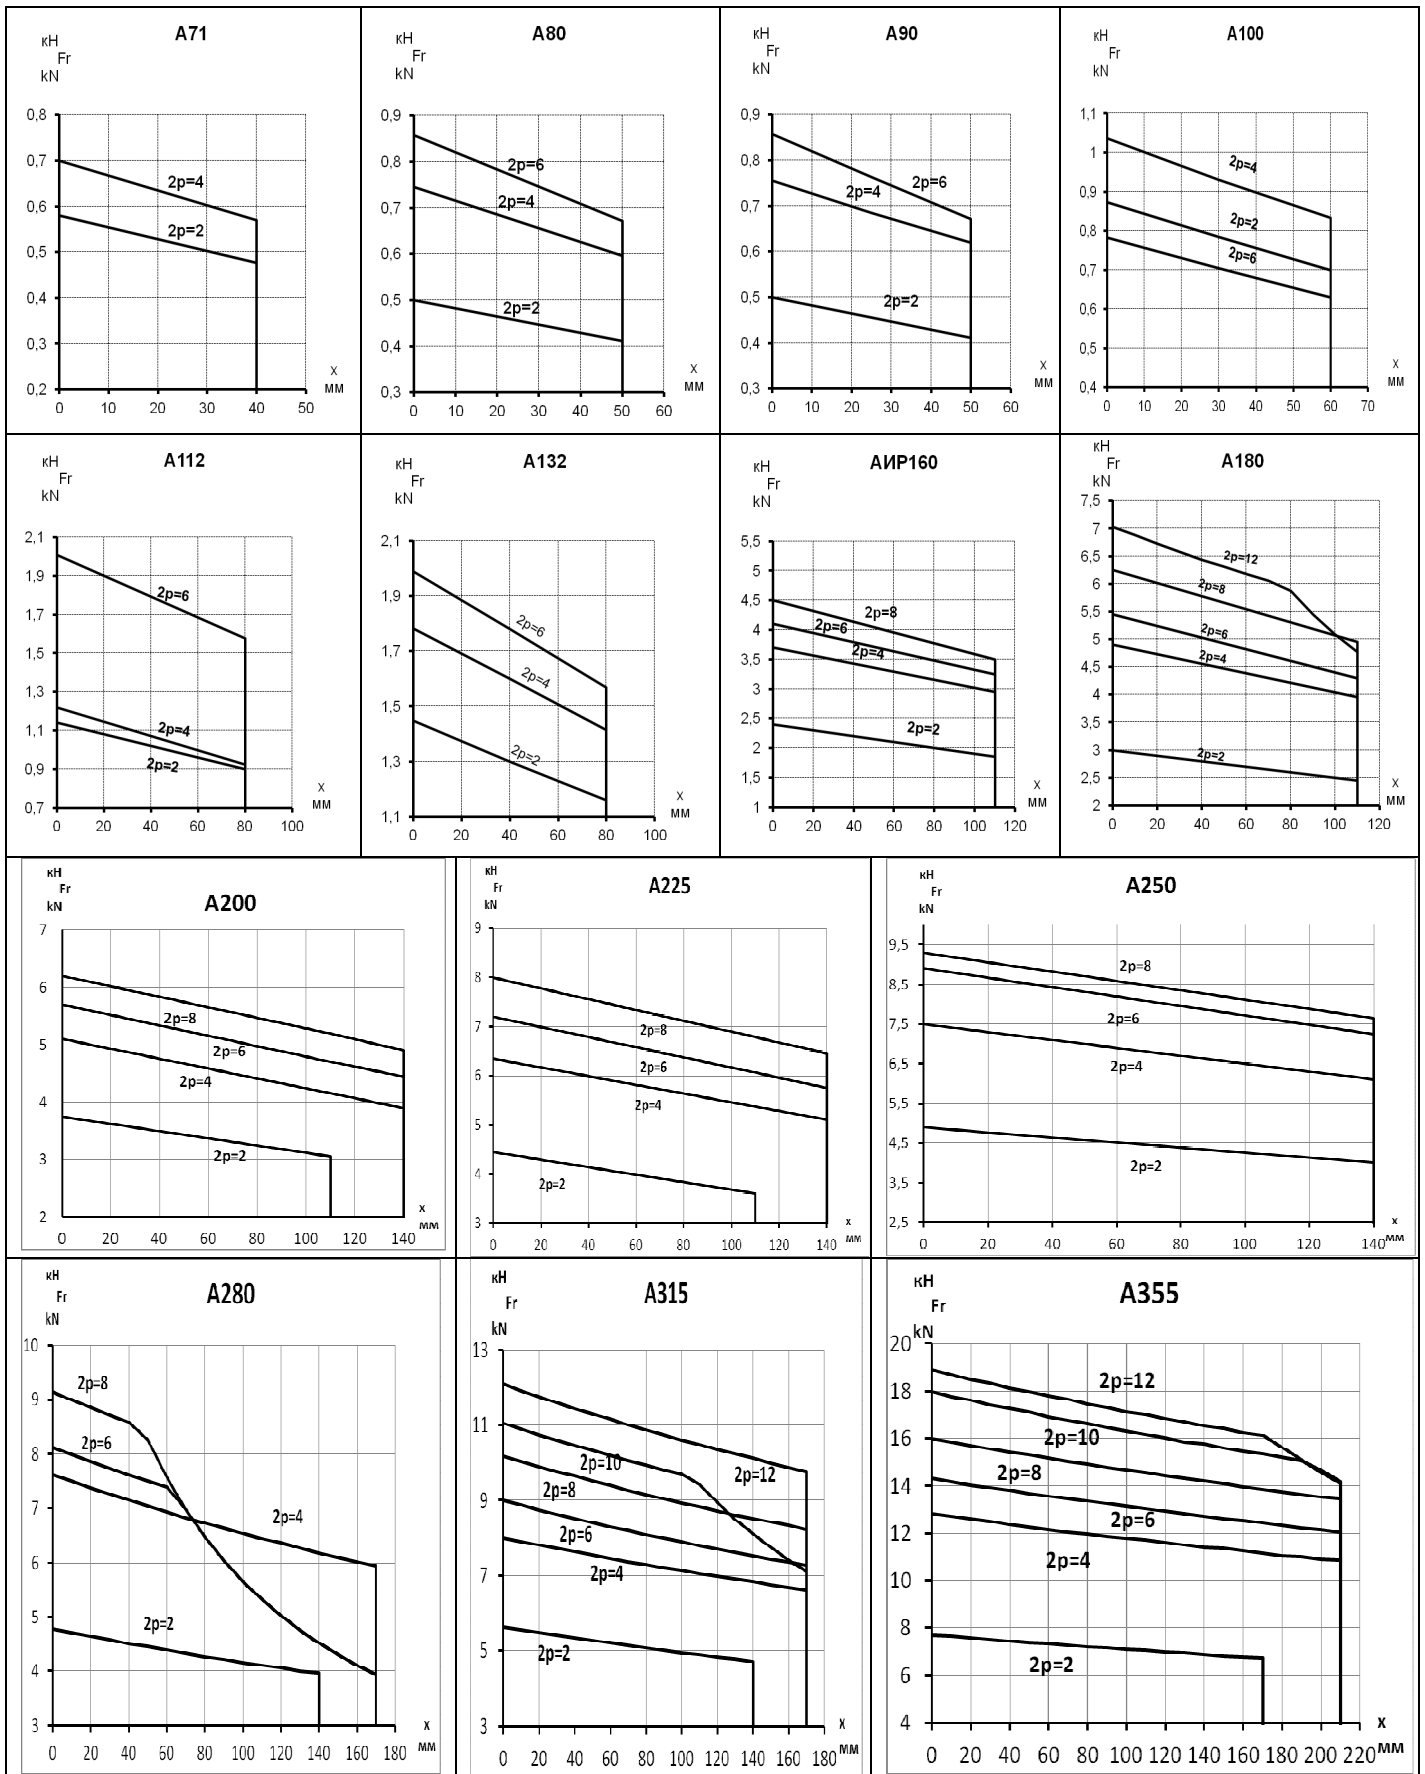 А71
кН
Fr
kN
0,8
0,7
0,6
0,5
0,4
0,3
0,2
2p=4
2p=2
х
мм
0 10 20 30 40 50
А80
кН
Fr
kN
0,9
0,8
0,7
0,6
0,5
0,4
0,3
2p=6
2p=4
2p=2
х
мм
0 10 20 30 40 50 60
А90
кН
Fr
kN
0,9
0,8
0,7
0,6
0,5
0,4
0,3
2p=6
2p=4
2p=2
х
мм
0 10 20 30 40 50 60
А100
кН
Fr
kN
1,1
1
0,9
0,8
0,7
0,6
0,5
0,4
2p=4
2p=2
2p=6
х
мм
0 10 20 30 40 50 60 70
А112
кН
Fr
kN
2,1
1,9
1,7
1,5
1,3
1,1
0,9
0,7
2p=6
2p=4
2p=2
х
мм
0 20 40 60 80 100
А132
кН
Fr
kN
2,1
1,9
1,7
1,5
1,3
1,1
2p=6
2p=4
2p=2
х
мм
0 20 40 60 80 100
АИР160
кН
Fr
kN
5,5
5
4,5
4
3,5
3
2,5
2
1,5
1
2p=8
2p=6
2p=4
2p=2
х
мм
0 20 40 60 80 100 120
А180
кН
Fr
kN
7,5
7
6,5
6
5,5
5
4,5
4
3,5
3
2,5
2
2p=12
2p=8
2p=6
2p=4
2p=2
х
мм
0 20 40 60 80 100 120
А200
кН
Fr
kN
7
6
5
4
3
2
2p=8
2p=6
2p=4
2p=2
х
мм
0 20 40 60 80 100 120 140
А225
кН
Fr
kN
9
8
7
6
5
4
3
2p=8
2p=6
2p=4
2p=2
х
мм
0 20 40 60 80 100 120 140
А250
кН
Fr
kN
9,5
8,5
7,5
6,5
5,5
4,5
3,5
2,5
2p=8
2p=6
2p=4
2p=2
х
мм
0 20 40 60 80 100 120 140
А280
кН
Fr
kN
10
9
8
7
6
5
4
3
2p=8
2p=6
2p=4
2p=2
х
мм
0 20 40 60 80 100 120 140 160 180
А315
кН
Fr
kN
13
11
9
7
5
3
2p=10
2p=12
2p=8
2p=6
2p=4
2p=2
х
мм
0 20 40 60 80 100 120 140 160 180
А355
кН
Fr
kN
20
18
16
14
12
10
8
6
4
2p=12
2p=10
2p=8
2p=6
2p=4
2p=2
х
мм
0 20 40 60 80 100 120 140 160 180 200 220